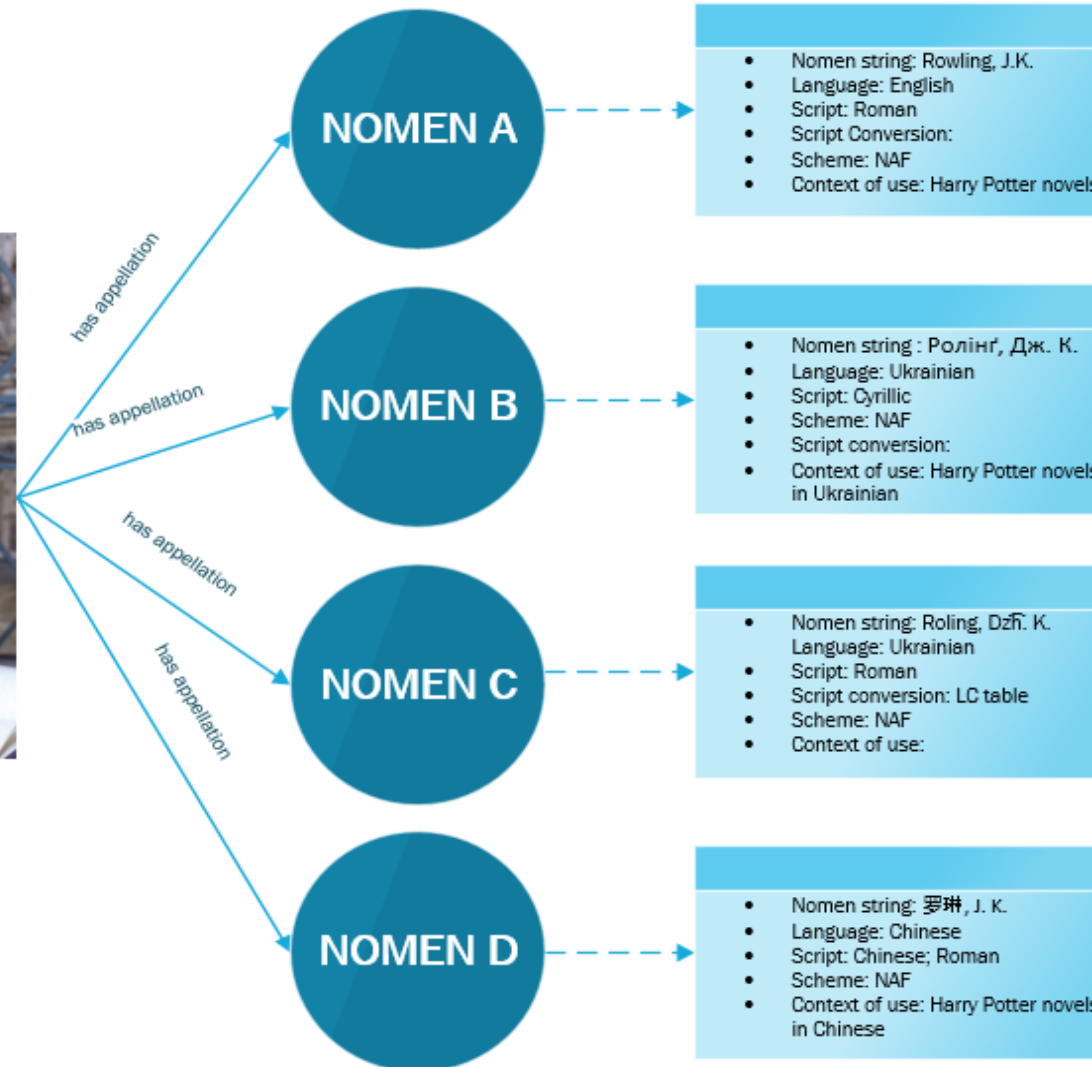 has appellation
has appellation
has appellation
has appellation
NOMEN A
• Nomen string: Rowling, J.K.
• Language: English
• Script: Roman
• Script Conversion:
• Scheme: NAF
• Context of use: Harry Potter novels
NOMEN B
• Nomen string : Ролінґ, Дж. К.
• Language: Ukrainian
• Script: Cyrillic
• Scheme: NAF
• Script conversion:
• Context of use: Harry Potter novels
in Ukrainian
NOMEN C
• Nomen string: Roling, Dz͡h. K.
Language: Ukrainian
• Script: Roman
• Script conversion: LC table
• Scheme: NAF
• Context of use:
NOMEN D
• Nomen string: 罗琳, J. K.
• Language: Chinese
• Script: Chinese; Roman
• Scheme: NAF
• Context of use: Harry Potter novels
in Chinese